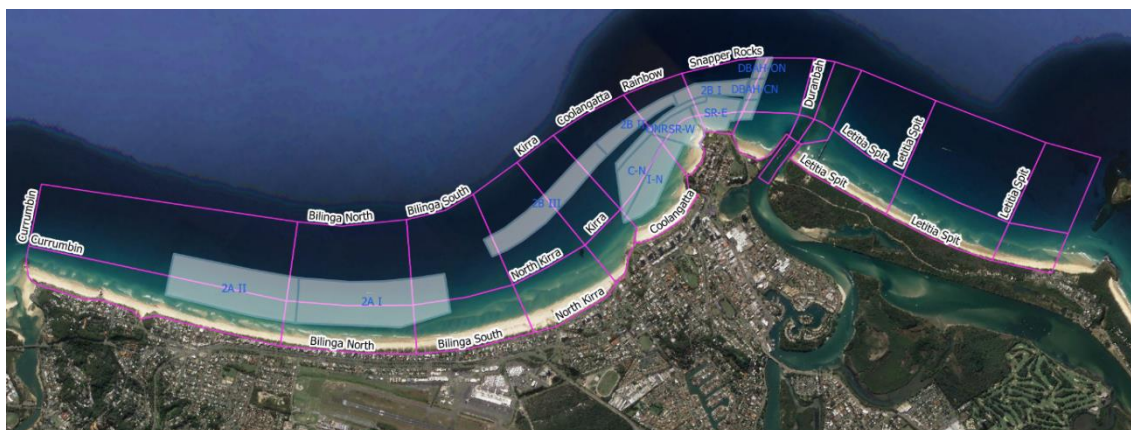 Snapper Rocks
DBAH-ON
Rainbow
2B I
DBAH-CN
Duranbah
Coolangatta
SR-E
2B II
SR-W
Kirra
Letitia Spit
Letitia Spit
C-N
I-N
Letitia Spit
Letitia Spit
Bilinga South
2B III
Kirra
Coolangatta
Letitia Spit
Currumbin
Bilinga North
Currumbin
North Kirra
2A II
2A I
North Kirra
Bilinga North
Bilinga South